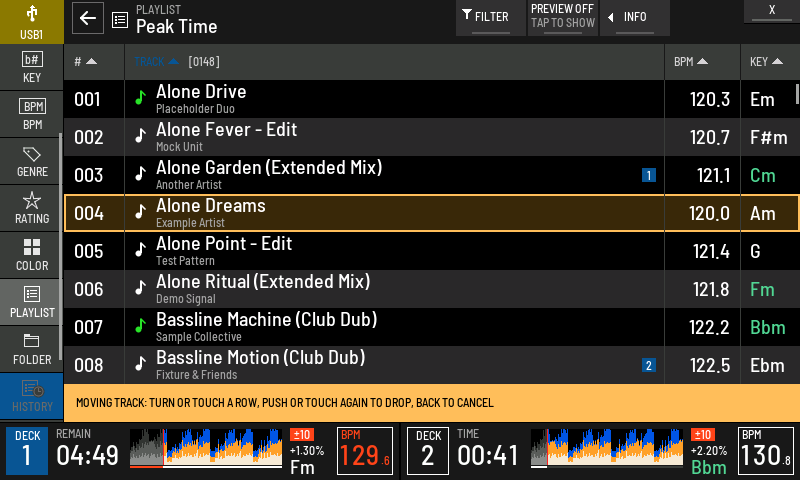 USB1
PLAYLIST
Peak Time
FILTER
PREVIEW OFF
TAP TO SHOW
INFO
X
b#
KEY
BPM
BPM
GENRE
RATING
COLOR
PLAYLIST
FOLDER
HISTORY
# TRACK [0148] BPM KEY
001 Alone Drive 120.3 Em
Placeholder Duo
002 Alone Fever - Edit 120.7 F#m
Mock Unit
003 Alone Garden (Extended Mix) 1 121.1 Cm
Another Artist
004 Alone Dreams 120.0 Am
Example Artist
005 Alone Point - Edit 121.4 G
Test Pattern
006 Alone Ritual (Extended Mix) 121.8 Fm
Demo Signal
007 Bassline Machine (Club Dub) 122.2 Bbm
Sample Collective
008 Bassline Motion (Club Dub) 2 122.5 Ebm
Fixture & Friends
MOVING TRACK: TURN OR TOUCH A ROW, PUSH OR TOUCH AGAIN TO DROP, BACK TO CANCEL
DECK
1
REMAIN
04:49
±10
+1.30%
Fm
BPM
129.6
DECK
2
TIME
00:41
±10
+2.20%
Bbm
BPM
130.8